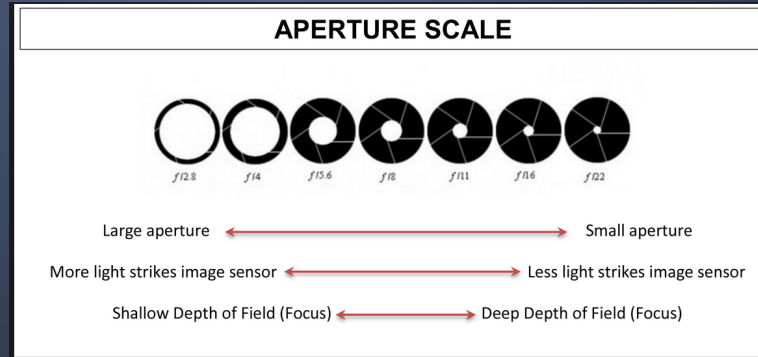 APERTURE SCALE
f/2.8 f/4 f/5.6 f/8 f/11 f/16 f/22
Large aperture Small aperture
More light strikes image sensor Less light strikes image sensor
Shallow Depth of Field (Focus) Deep Depth of Field (Focus)